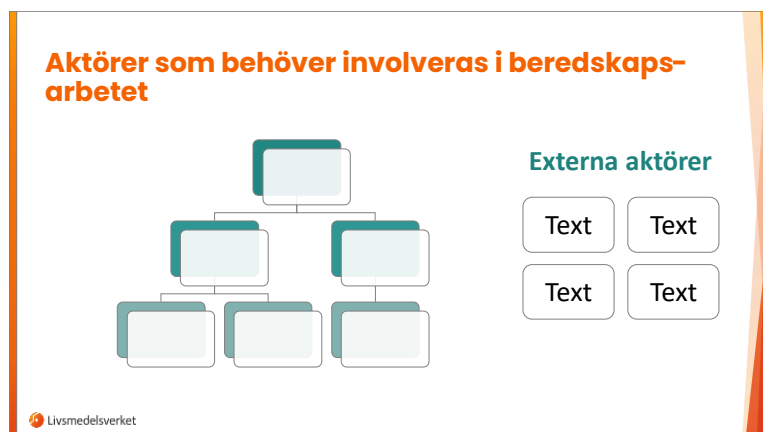 Aktörer som behöver involveras i beredskaps-
arbetet
Externa aktörer
Text Text
Text Text
Livsmedelsverket